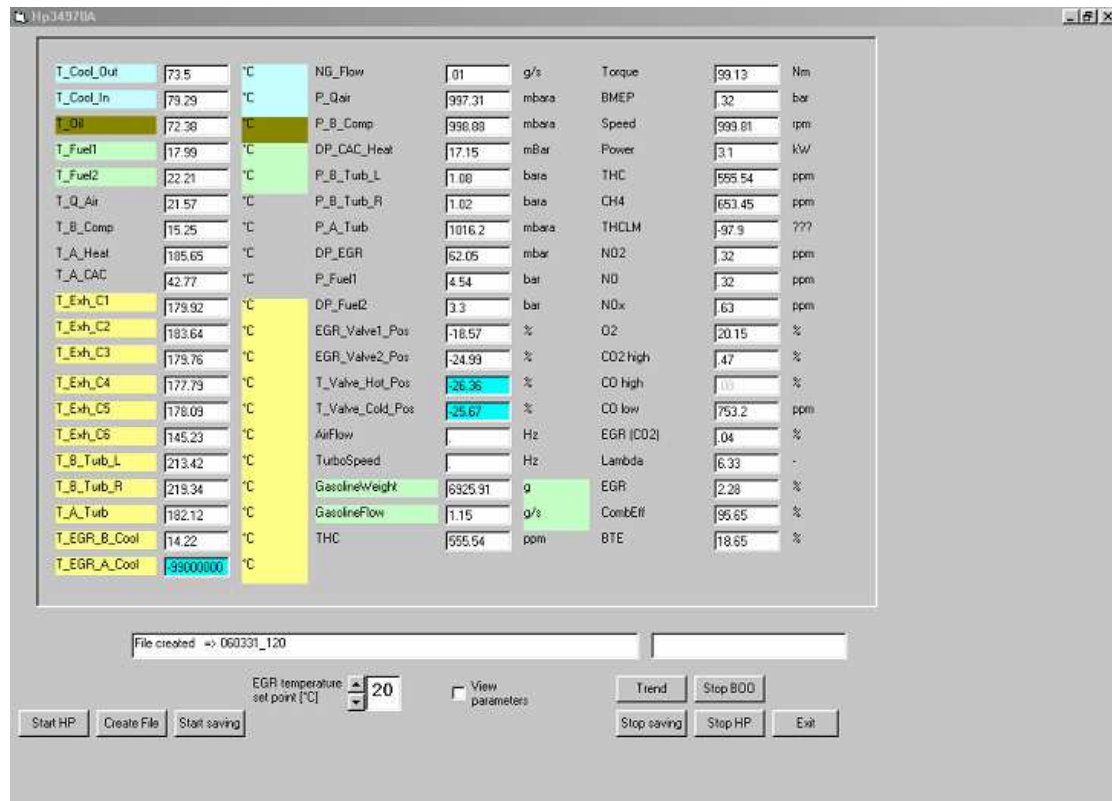 Hp34970A
T_Cool_Out 73.5 °C NG_Flow .01 g/s Torque 99.13 Nm
T_Cool_In 79.29 °C P_Qair 997.31 mbara BMEP .32 bar
T_Oil 72.38 °C P_B_Comp 998.88 mbara Speed 999.81 rpm
T_Fuel1 17.99 °C DP_CAC_Heat 17.15 mBar Power 3.1 kW
T_Fuel2 22.21 °C P_B_Turb_L 1.08 bara THC 555.54 ppm
T_Q_Air 21.57 °C P_B_Turb_R 1.02 bara CH4 653.45 ppm
T_B_Comp 15.25 °C P_A_Turb 1016.2 mbara THCLM -97.9 ???
T_A_Heat 185.65 °C DP_EGR 62.05 mbar NO2 .32 ppm
T_A_CAC 42.77 °C P_Fuel1 4.54 bar NO .32 ppm
T_Exh_C1 179.92 °C DP_Fuel2 3.3 bar NOx .63 ppm
T_Exh_C2 183.64 °C EGR_Valve1_Pos -18.57 % O2 20.15 %
T_Exh_C3 179.76 °C EGR_Valve2_Pos -24.99 % CO2 high .47 %
T_Exh_C4 177.79 °C T_Valve_Hot_Pos -26.36 % CO high .08 %
T_Exh_C5 178.09 °C T_Valve_Cold_Pos -25.67 % CO low 753.2 ppm
T_Exh_C6 145.23 °C AirFlow . Hz EGR (CO2) .04 %
T_B_Turb_L 213.42 °C TurboSpeed . Hz Lambda 6.33 -
T_B_Turb_R 219.34 °C GasolineWeight 6925.91 g EGR 2.28 %
T_A_Turb 182.12 °C GasolineFlow 1.15 g/s CombEff 95.65 %
T_EGR_B_Cool 14.22 °C THC 555.54 ppm BTE 18.65 %
T_EGR_A_Cool -99000000 °C
File created => 060331_120
EGR temperature
set point [°C] 20
View
parameters
Trend Stop BOO
Start HP Create File Start saving Stop saving Stop HP Exit